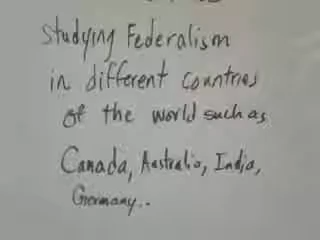 Studying Federalism
in different countries
of the world such as
Canada, Australia, India,
Germany..